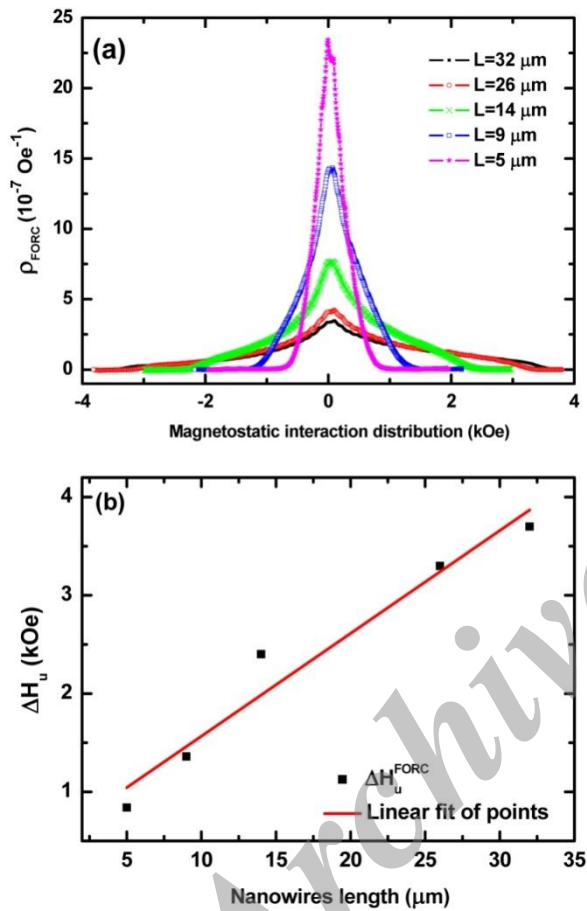 (a)
25
20
15
10
5
0
ρFORC (10⁻⁷ Oe⁻¹)
L=32 μm
L=26 μm
L=14 μm
L=9 μm
L=5 μm
-4 -2 0 2 4
Magnetostatic interaction distribution (kOe)
(b)
4
3
2
1
ΔHu (kOe)
ΔHuFORC
Linear fit of points
5 10 15 20 25 30 35
Nanowires length (μm)
Archive